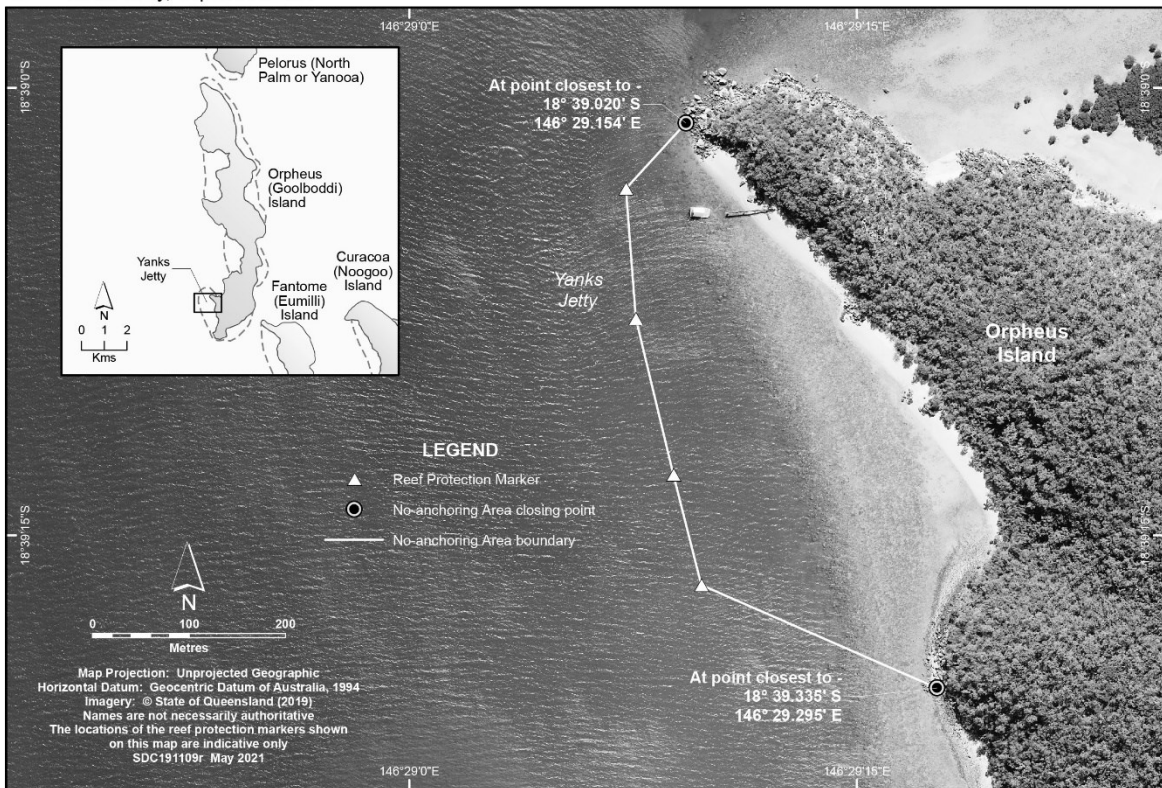 146°29'0"E
146°29'15"E
18°39'0"S
18°39'0"S
Pelorus (North
Palm or Yanooa)
Orpheus
(Goolboddi)
Island
Yanks
Jetty
Curacoa
(Noogoo)
Island
Fantome
(Eumilli)
Island
N
0 1 2
Kms
At point closest to -
18° 39.020' S
146° 29.154' E
Yanks
Jetty
Orpheus
Island
LEGEND
Reef Protection Marker
No-anchoring Area closing point
No-anchoring Area boundary
18°39'15"S
18°39'15"S
N
0 100 200
Metres
Map Projection: Unprojected Geographic
Horizontal Datum: Geocentric Datum of Australia, 1994
Imagery: © State of Queensland (2019)
Names are not necessarily authoritative
The locations of the reef protection markers shown
on this map are indicative only
SDC191109r May 2021
At point closest to -
18° 39.335' S
146° 29.295' E
146°29'0"E
146°29'15"E